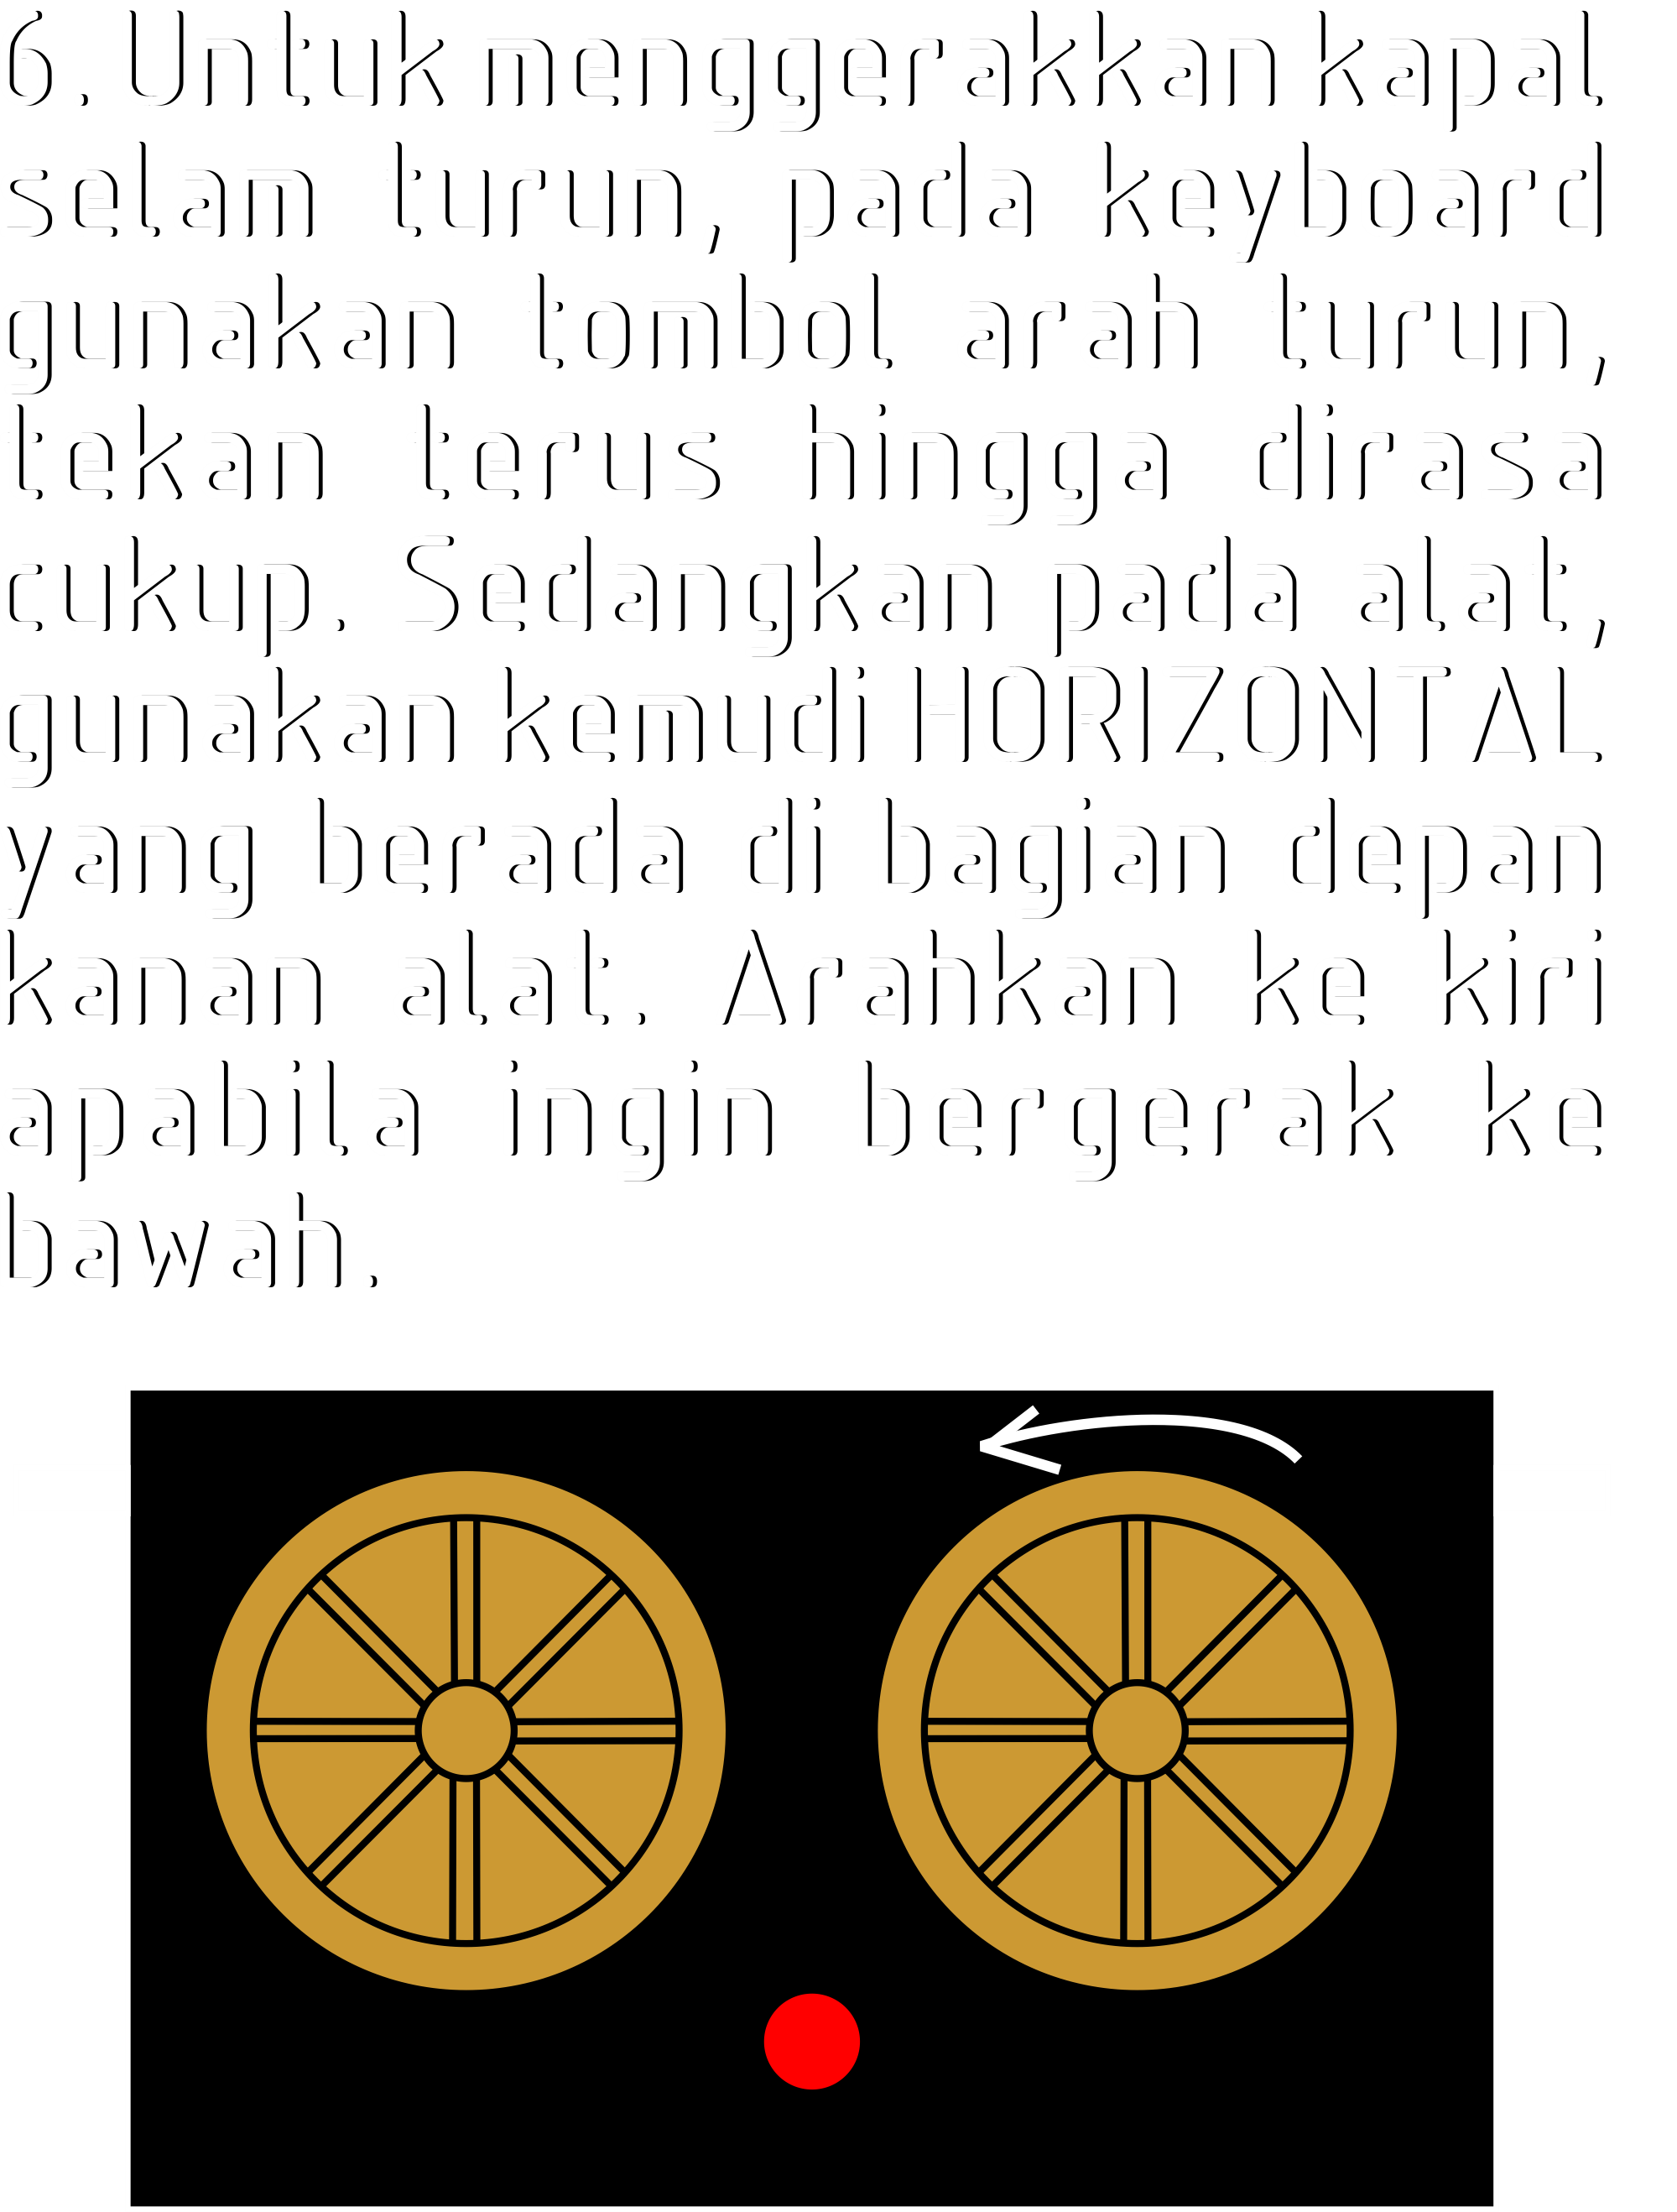 6. Untuk menggerakkan kapal
selam turun, pada keyboard
gunakan tombol arah turun,
tekan terus hingga dirasa
cukup. Sedangkan pada alat,
gunakan kemudi HORIZONTAL
yang berada di bagian depan
kanan alat. Arahkan ke kiri
apabila ingin bergerak ke
bawah.